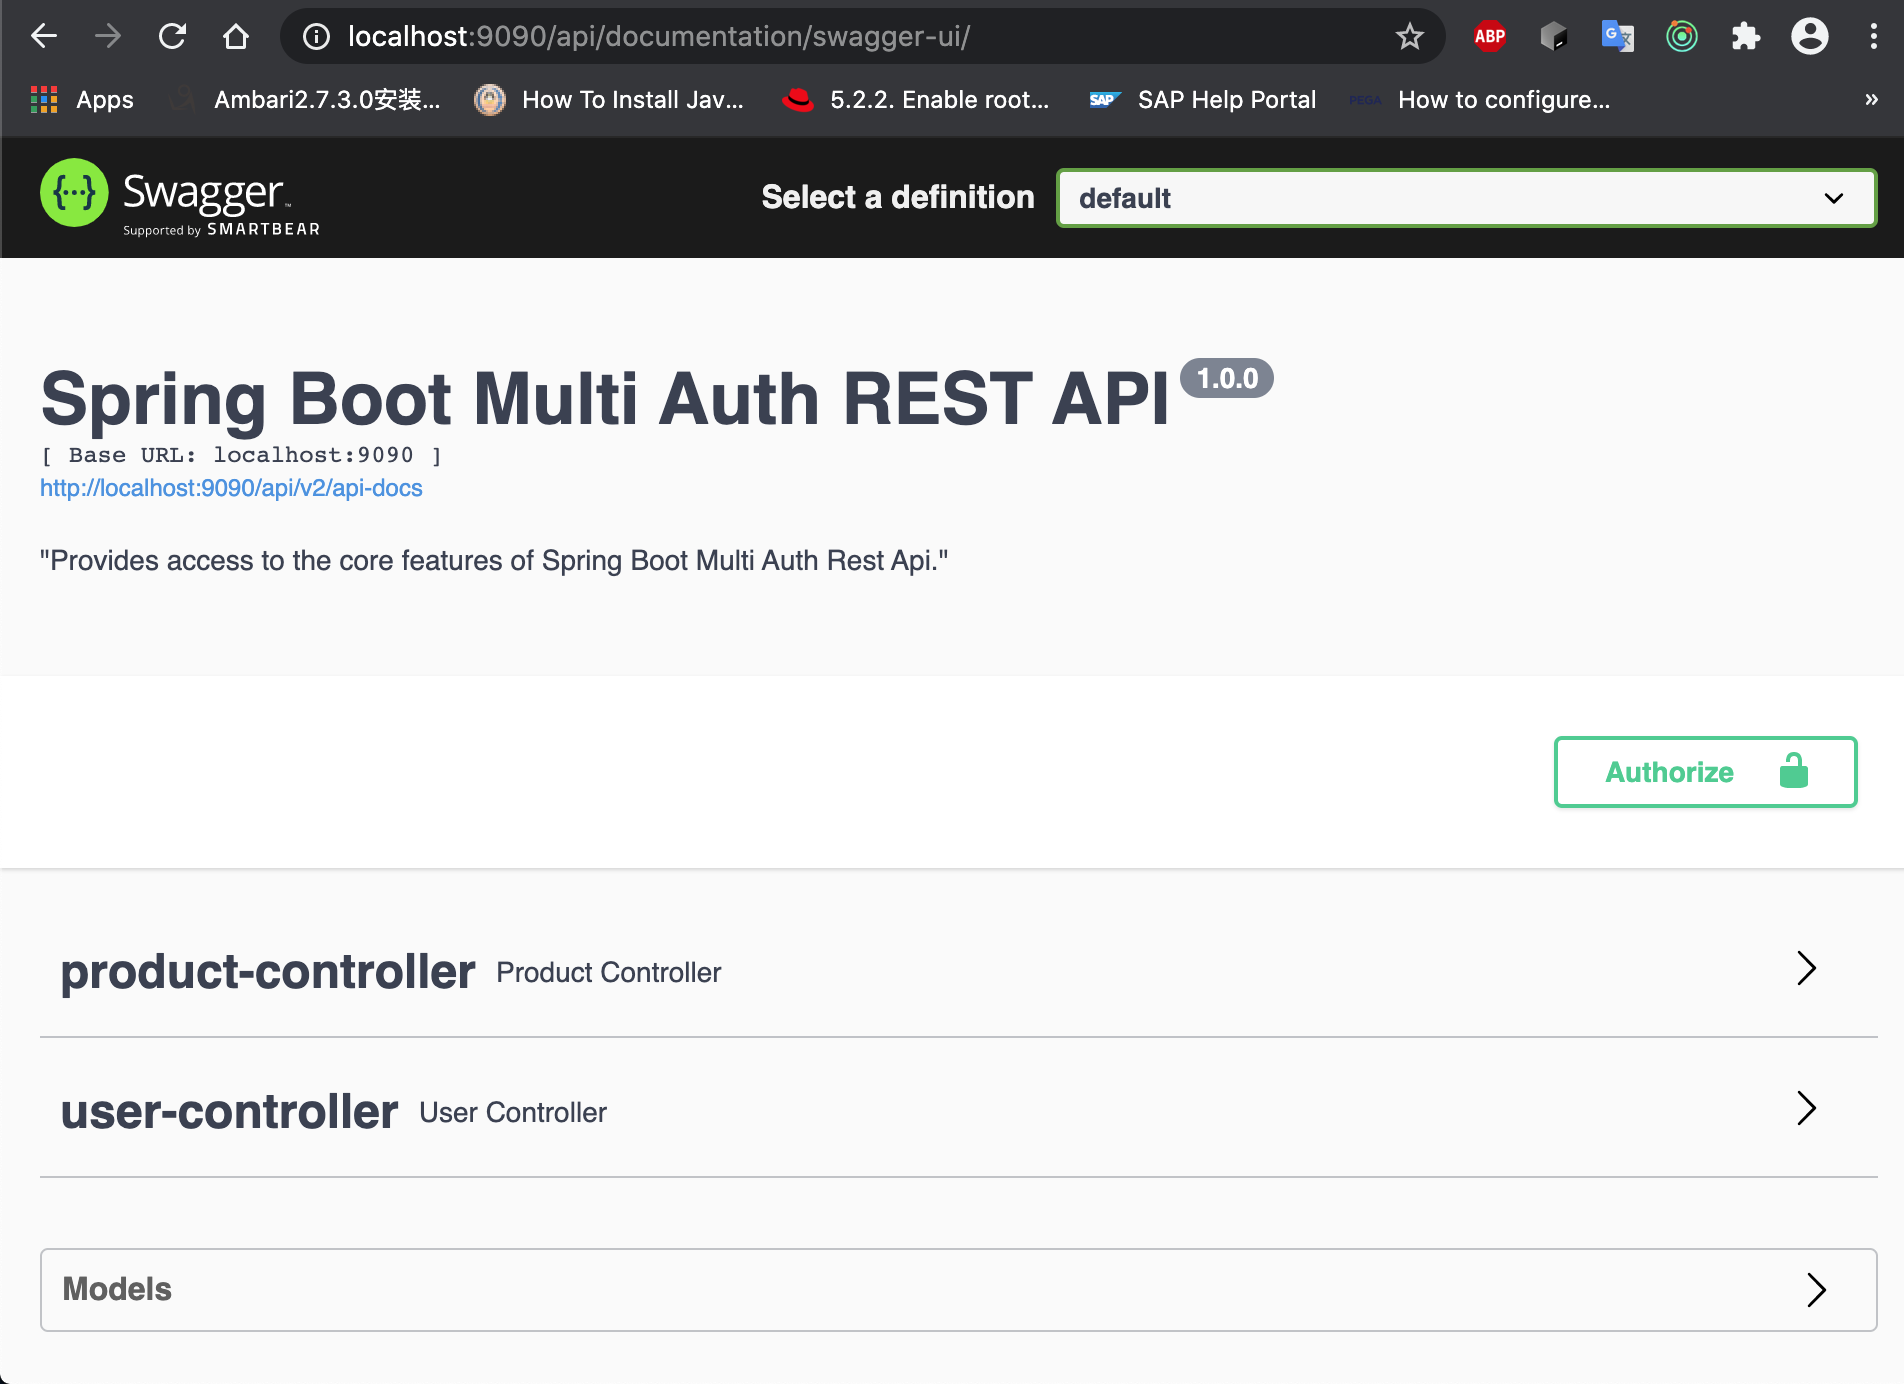 localhost:9090/api/documentation/swagger-ui/
ABP
Apps
Ambari2.7.3.0安装...
How To Install Jav...
5.2.2. Enable root...
SAP
SAP Help Portal
PEGA
How to configure...
»
{...}
Swagger™
Supported by SMARTBEAR
Select a definition
default
Spring Boot Multi Auth REST API 1.0.0
[ Base URL: localhost:9090 ]
http://localhost:9090/api/v2/api-docs
"Provides access to the core features of Spring Boot Multi Auth Rest Api."
Authorize
product-controller Product Controller
user-controller User Controller
Models